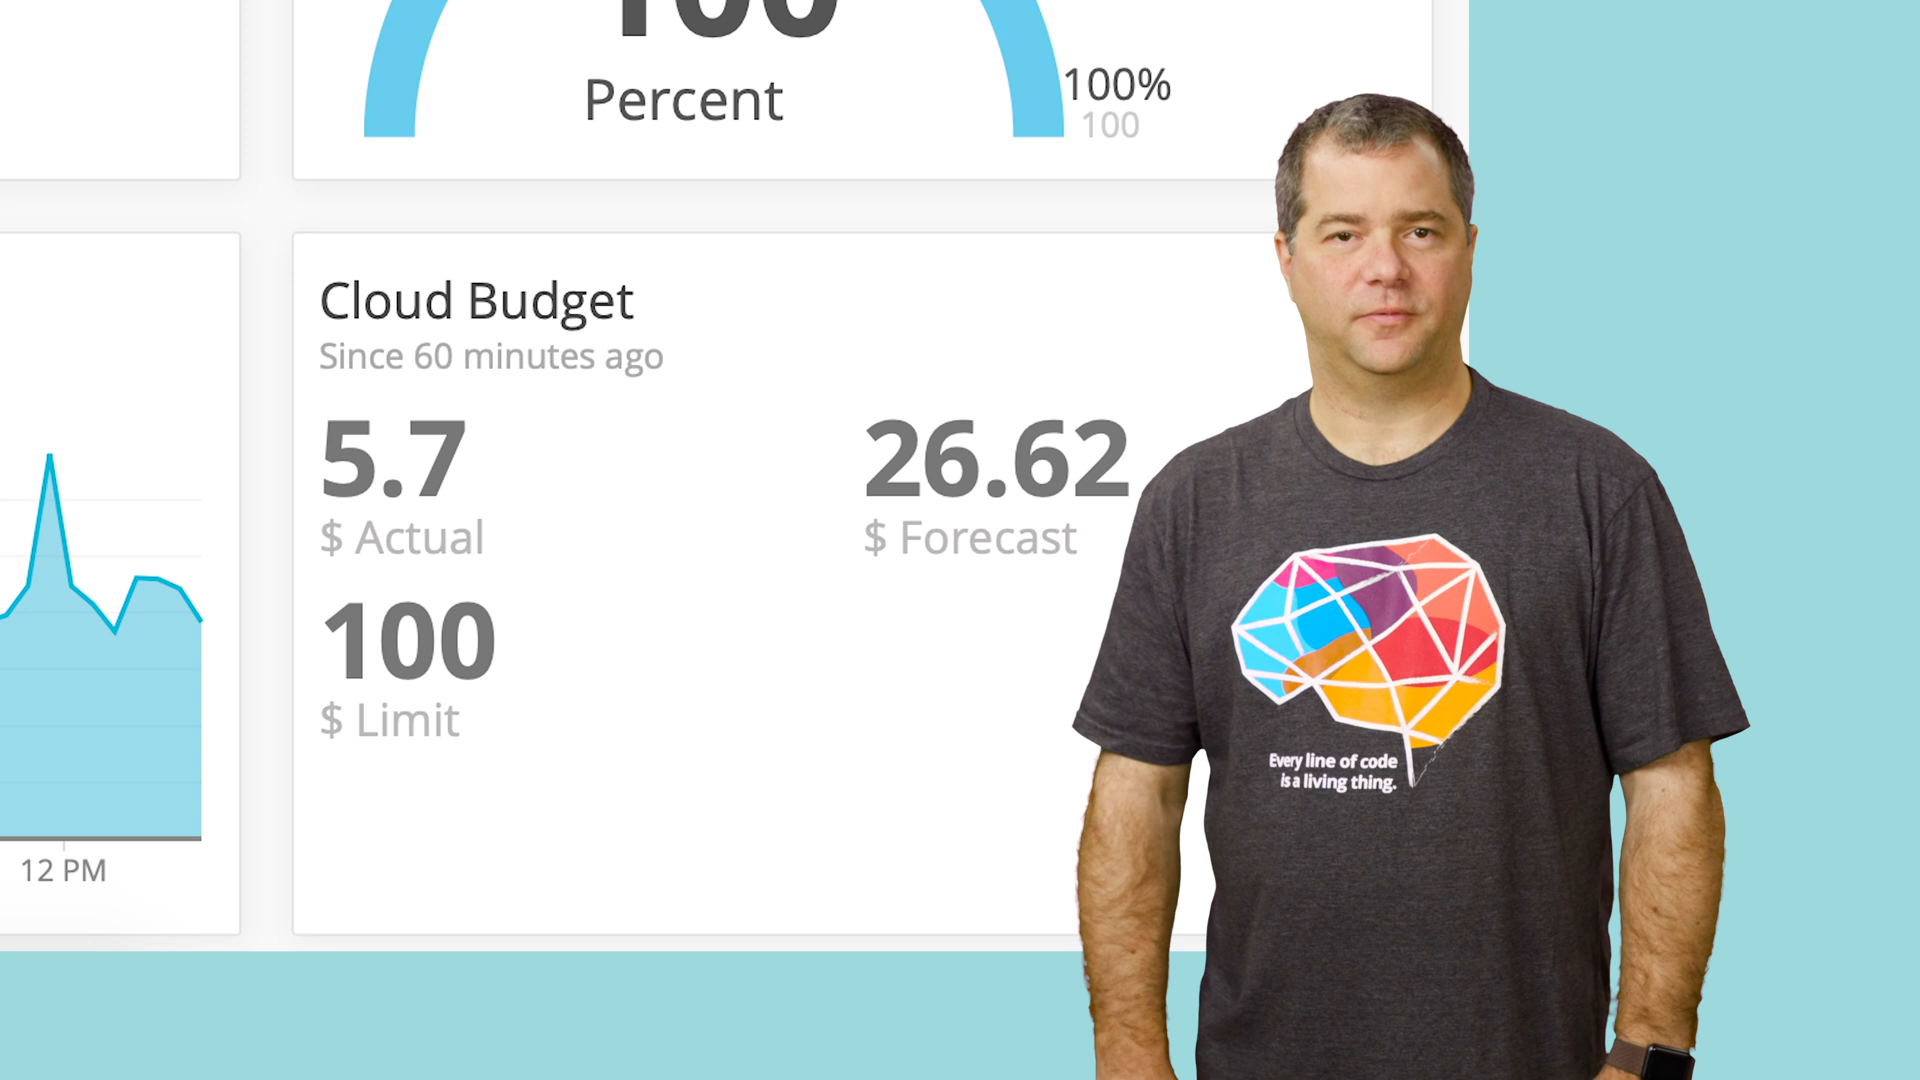 100
Percent
100%
100
Cloud Budget
Since 60 minutes ago
5.7
$ Actual
26.62
$ Forecast
100
$ Limit
12 PM
Every line of code
is a living thing.